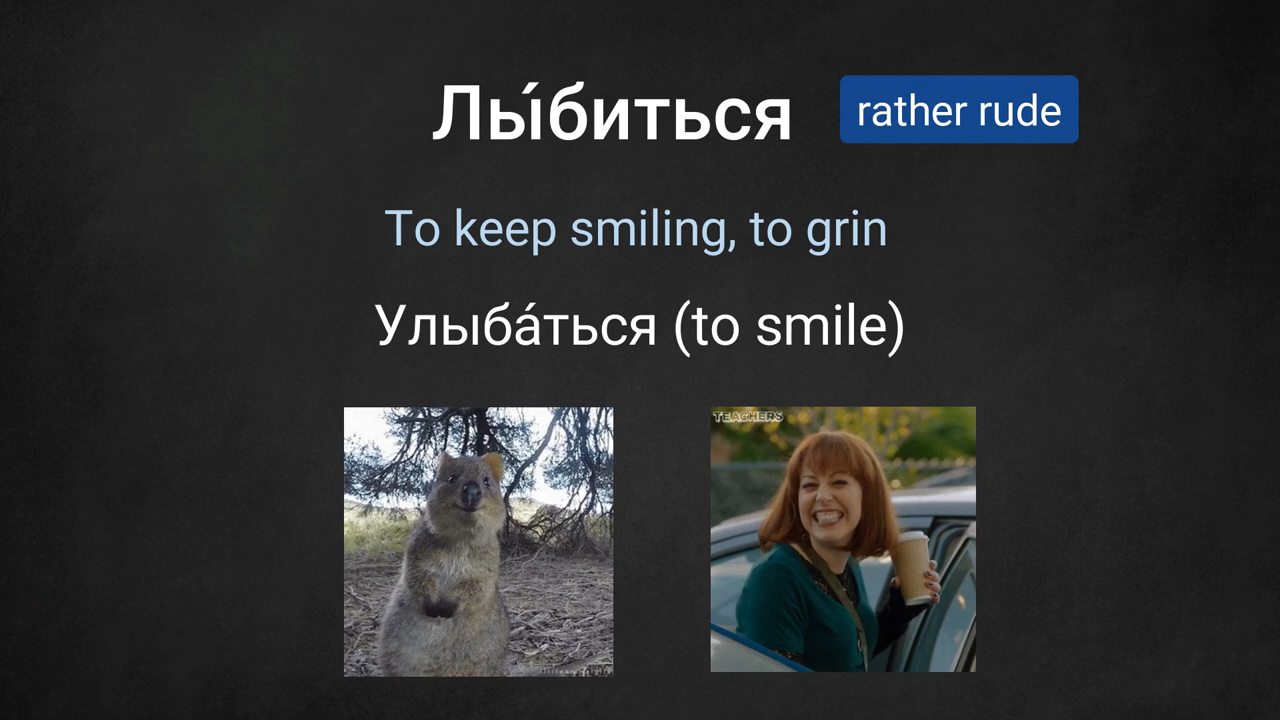 Лы́биться
rather rude
To keep smiling, to grin
Улыба́ться (to smile)
TEACHERS